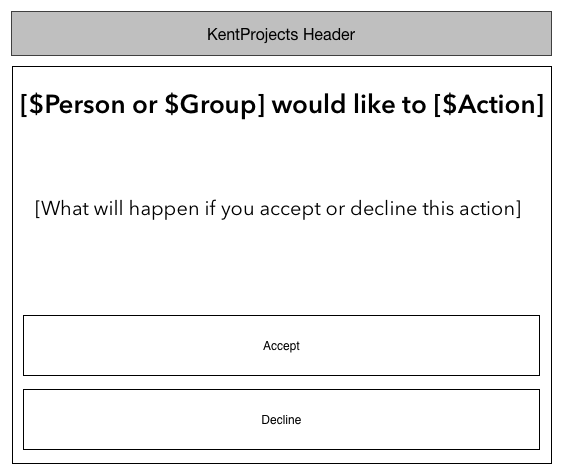 KentProjects Header
[$Person or $Group] would like to [$Action]
[What will happen if you accept or decline this action]
Accept
Decline